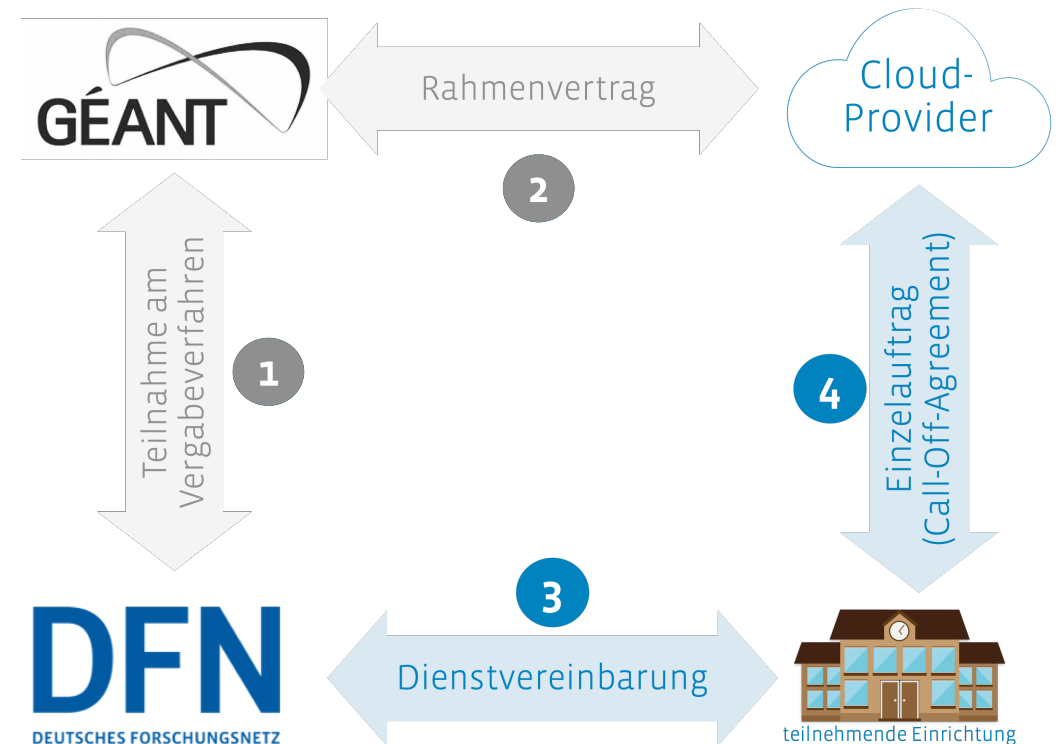 GÉANT
Rahmenvertrag
Cloud-
Provider
2
Teilnahme am
Vergabeverfahren
1
4
Einzelauftrag
(Call-Off-Agreement)
3
DFN
DEUTSCHES FORSCHUNGSNETZ
Dienstvereinbarung
teilnehmende Einrichtung